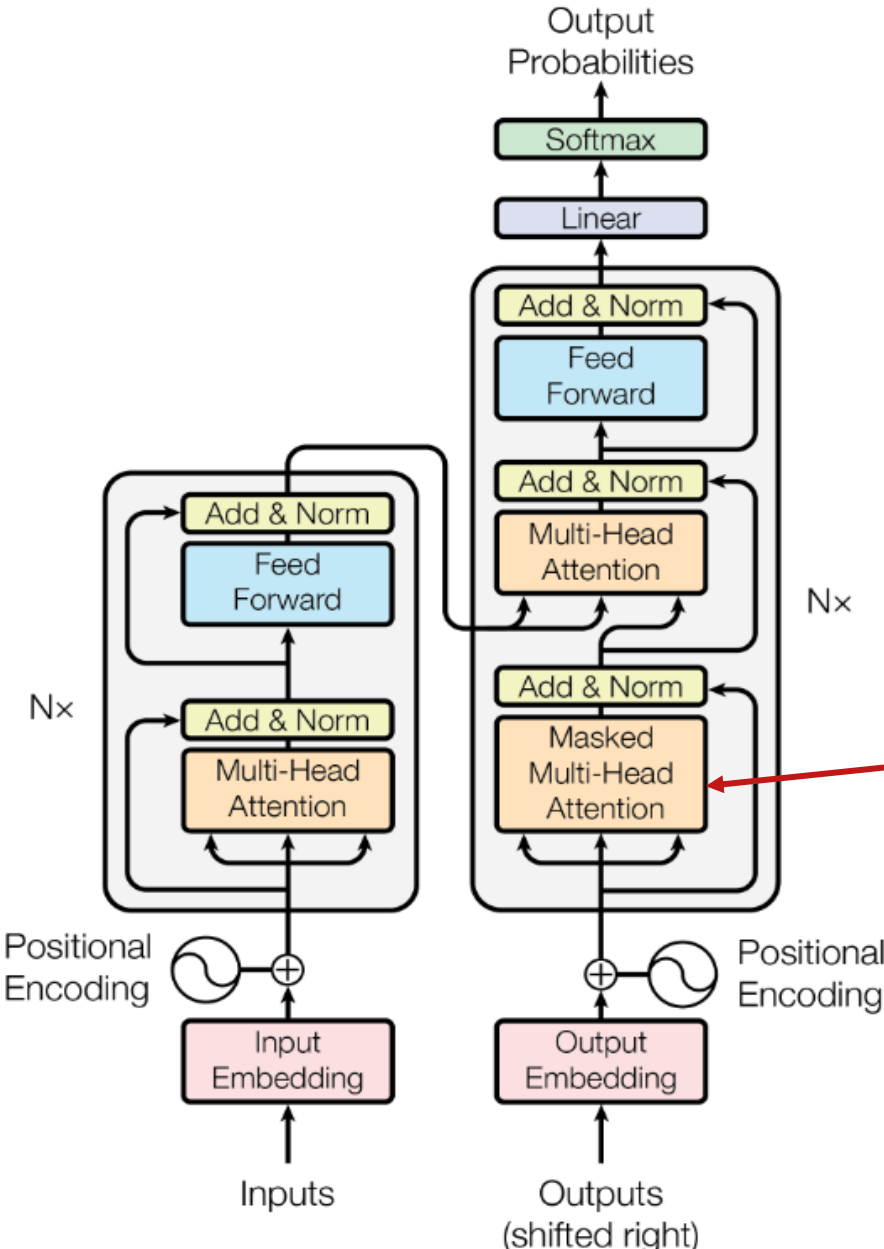 Output
Probabilities
Softmax
Linear
Add & Norm
Feed
Forward
Add & Norm
Multi-Head
Attention
Add & Norm
Masked
Multi-Head
Attention
N×
Add & Norm
Feed
Forward
Add & Norm
Multi-Head
Attention
N×
Positional
Encoding
Positional
Encoding
Input
Embedding
Output
Embedding
Inputs
Outputs
(shifted right)